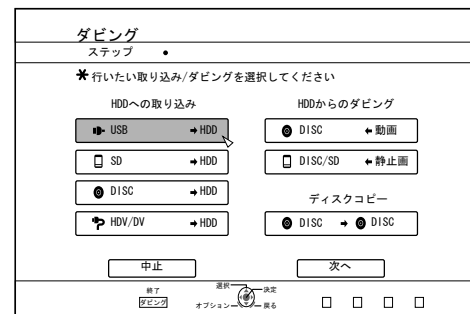 ダビング
ステップ
行いたい取り込み/ダビングを選択してください
HDDへの取り込み
USB → HDD
SD → HDD
DISC → HDD
HDV/DV → HDD
HDDからのダビング
DISC ← 動画
DISC/SD ← 静止画
ディスクコピー
DISC → DISC
中止
次へ
終了
ダビング
選択
決定
オプション
戻る